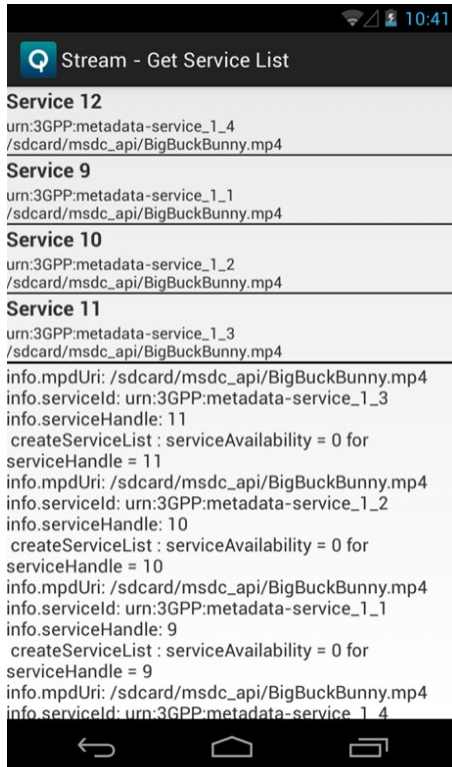 10:41
Stream - Get Service List
Service 12
urn:3GPP:metadata-service_1_4
/sdcard/msdc_api/BigBuckBunny.mp4
Service 9
urn:3GPP:metadata-service_1_1
/sdcard/msdc_api/BigBuckBunny.mp4
Service 10
urn:3GPP:metadata-service_1_2
/sdcard/msdc_api/BigBuckBunny.mp4
Service 11
urn:3GPP:metadata-service_1_3
/sdcard/msdc_api/BigBuckBunny.mp4
info.mpdUri: /sdcard/msdc_api/BigBuckBunny.mp4
info.serviceId: urn:3GPP:metadata-service_1_3
info.serviceHandle: 11
createServiceList : serviceAvailability = 0 for
serviceHandle = 11
info.mpdUri: /sdcard/msdc_api/BigBuckBunny.mp4
info.serviceId: urn:3GPP:metadata-service_1_2
info.serviceHandle: 10
createServiceList : serviceAvailability = 0 for
serviceHandle = 10
info.mpdUri: /sdcard/msdc_api/BigBuckBunny.mp4
info.serviceId: urn:3GPP:metadata-service_1_1
info.serviceHandle: 9
createServiceList : serviceAvailability = 0 for
serviceHandle = 9
info.mpdUri: /sdcard/msdc_api/BigBuckBunny.mp4
info.serviceId: urn:3GPP:metadata-service_1_4